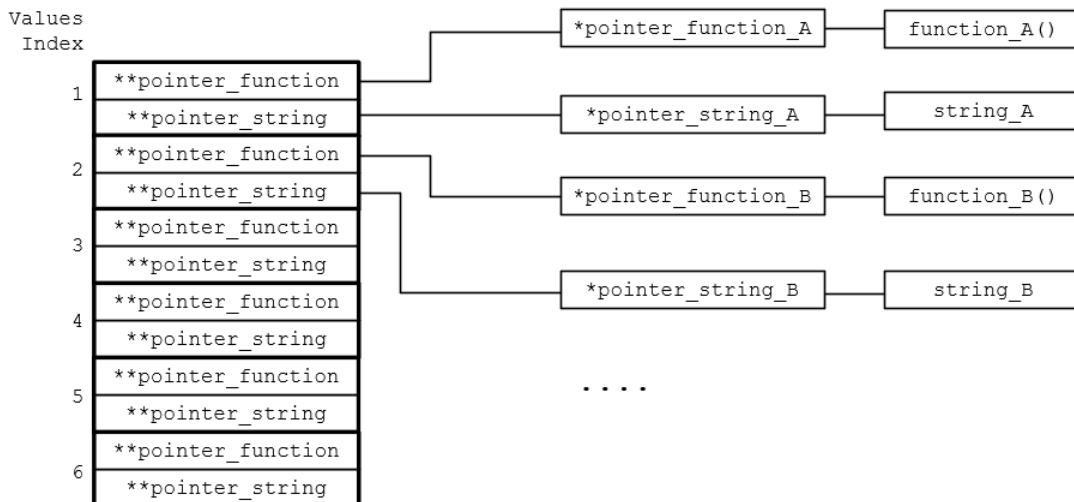 Values
Index
1
**pointer_function
**pointer_string
2
**pointer_function
**pointer_string
3
**pointer_function
**pointer_string
4
**pointer_function
**pointer_string
5
**pointer_function
**pointer_string
6
**pointer_function
**pointer_string
*pointer_function_A
function_A()
*pointer_string_A
string_A
*pointer_function_B
function_B()
*pointer_string_B
string_B
....